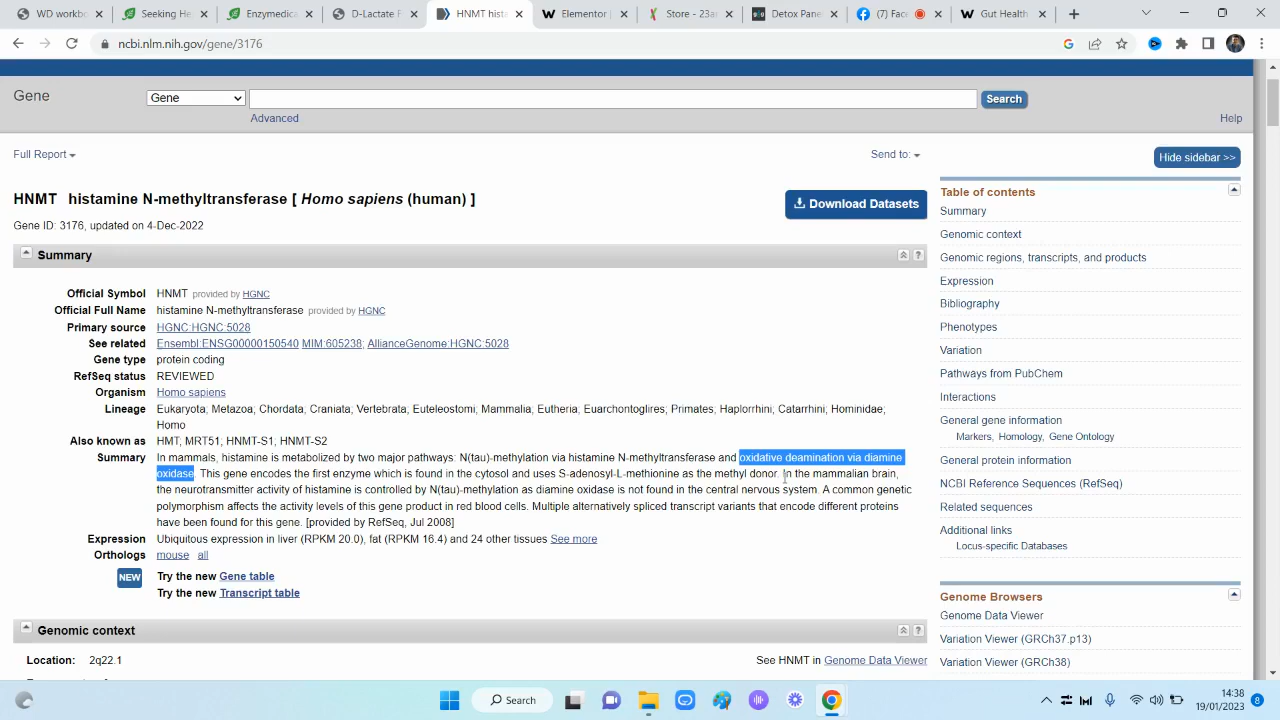 WD workbo
Seeking He
Enzymedica
D-Lactate F
HNMT hist
Elementor
Store - 23a
Detox Pane
(7) Fac
Gut Health
ncbi.nlm.nih.gov/gene/3176
Gene
Gene
Search
Advanced
Help
Full Report
Send to:
Hide sidebar >>
HNMT histamine N-methyltransferase [ Homo sapiens (human) ]
Download Datasets
Gene ID: 3176, updated on 4-Dec-2022
Summary
Official Symbol HNMT provided by HGNC
Official Full Name histamine N-methyltransferase provided by HGNC
Primary source HGNC:HGNC:5028
See related Ensembl:ENSG00000150540 MIM:605238; AllianceGenome:HGNC:5028
Gene type protein coding
RefSeq status REVIEWED
Organism Homo sapiens
Lineage Eukaryota; Metazoa; Chordata; Craniata; Vertebrata; Euteleostomi; Mammalia; Eutheria; Euarchontoglires; Primates; Haplorrhini; Catarrhini; Hominidae;
Homo
Also known as HMT; MRT51; HNMT-S1; HNMT-S2
Summary In mammals, histamine is metabolized by two major pathways: N(tau)-methylation via histamine N-methyltransferase and oxidative deamination via diamine
oxidase. This gene encodes the first enzyme which is found in the cytosol and uses S-adenosyl-L-methionine as the methyl donor. In the mammalian brain,
the neurotransmitter activity of histamine is controlled by N(tau)-methylation as diamine oxidase is not found in the central nervous system. A common genetic
polymorphism affects the activity levels of this gene product in red blood cells. Multiple alternatively spliced transcript variants that encode different proteins
have been found for this gene. [provided by RefSeq, Jul 2008]
Expression Ubiquitous expression in liver (RPKM 20.0), fat (RPKM 16.4) and 24 other tissues See more
Orthologs mouse all
NEW Try the new Gene table
Try the new Transcript table
Genomic context
Location: 2q22.1
See HNMT in Genome Data Viewer
Table of contents
Summary
Genomic context
Genomic regions, transcripts, and products
Expression
Bibliography
Phenotypes
Variation
Pathways from PubChem
Interactions
General gene information
Markers, Homology, Gene Ontology
General protein information
NCBI Reference Sequences (RefSeq)
Related sequences
Additional links
Locus-specific Databases
Genome Browsers
Genome Data Viewer
Variation Viewer (GRCh37.p13)
Variation Viewer (GRCh38)
Search
14:38
19/01/2023
8